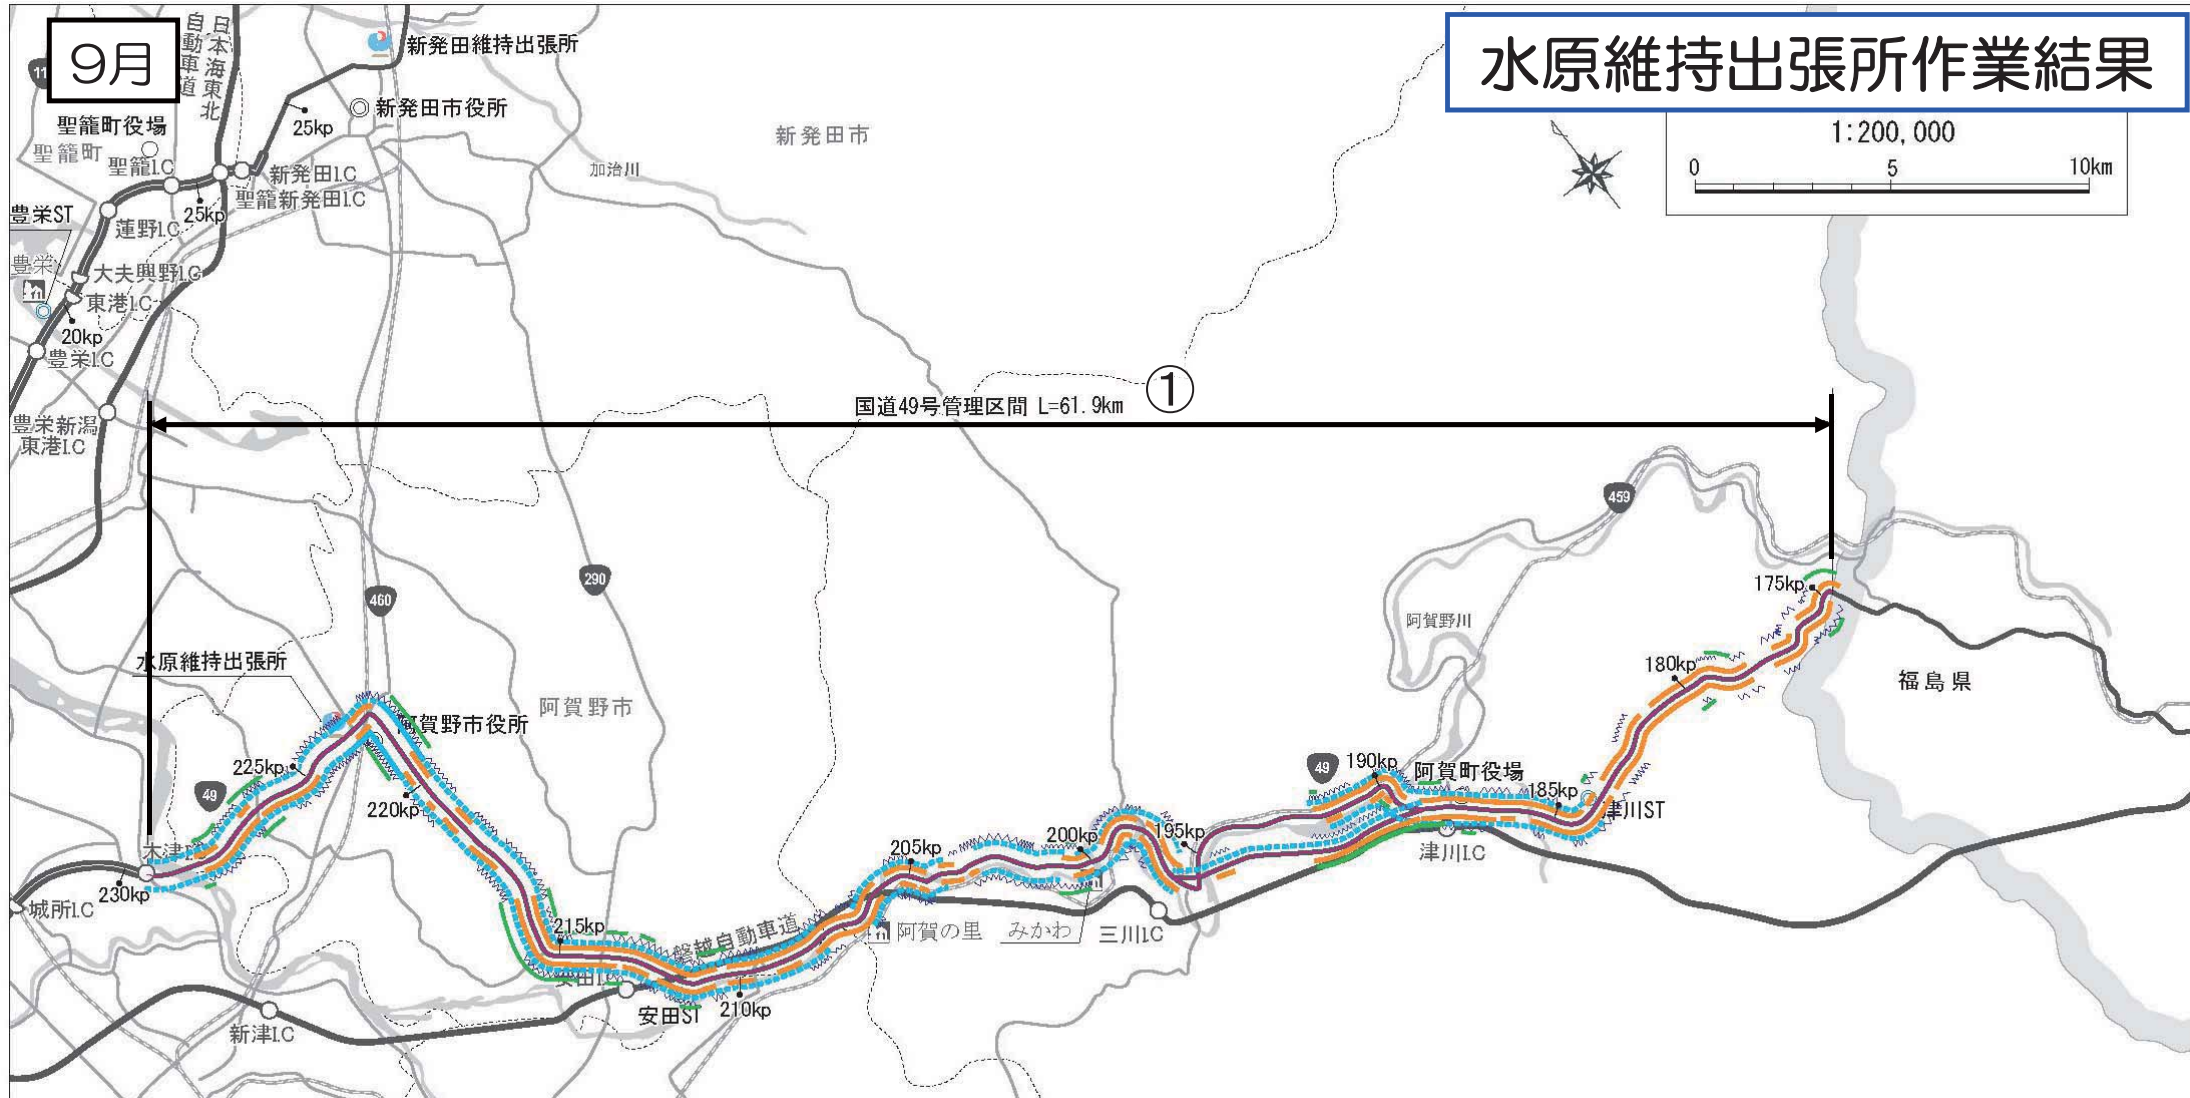 9月
水原維持出張所作業結果
1:200,000
0
5
10km
日本海東北
自動車道
新発田維持出張所
新発田市役所
25kp
聖籠町役場
聖籠町
聖籠I.C
新発田I.C
聖籠新発田I.C
25kp
新発田市
加治川
豊栄ST
蓮野I.C
豊栄
大夫興野I.C
東港I.C
20kp
豊栄I.C
豊栄新潟
東港I.C
①
国道49号管理区間 L=61.9km
459
290
460
175kp
阿賀野川
水原維持出張所
180kp
福島県
阿賀野市
阿賀野市役所
225kp
49
220kp
49
190kp
阿賀町役場
185kp
津川ST
木津I.C
205kp
200kp
195kp
津川I.C
230kp
城所I.C
215kp
磐越自動車道
阿賀の里
みかわ
三川I.C
安田I.C
安田ST
210kp
新津I.C